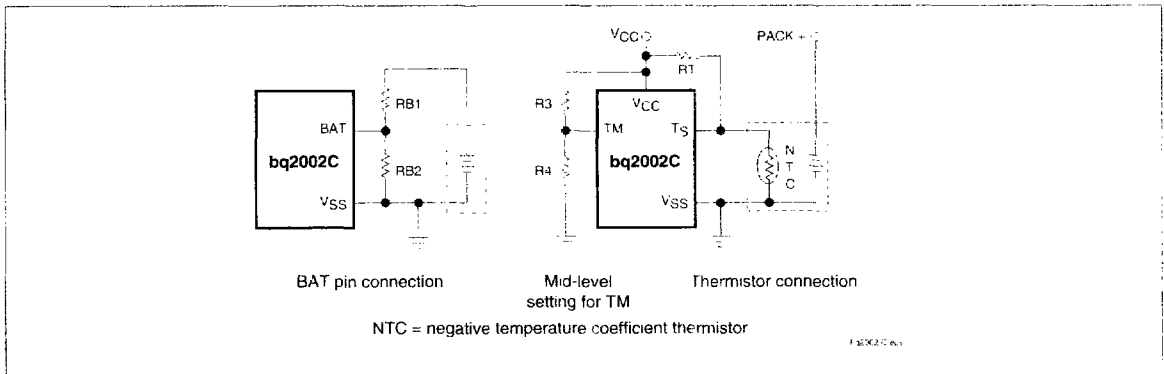 VCC
PACK +
RT
RB1
R3
VCC
BAT
TM
TS
bq2002C
bq2002C
N
T
C
RB2
R4
VSS
VSS
BAT pin connection
Mid-level
setting for TM
Thermistor connection
NTC = negative temperature coefficient thermistor